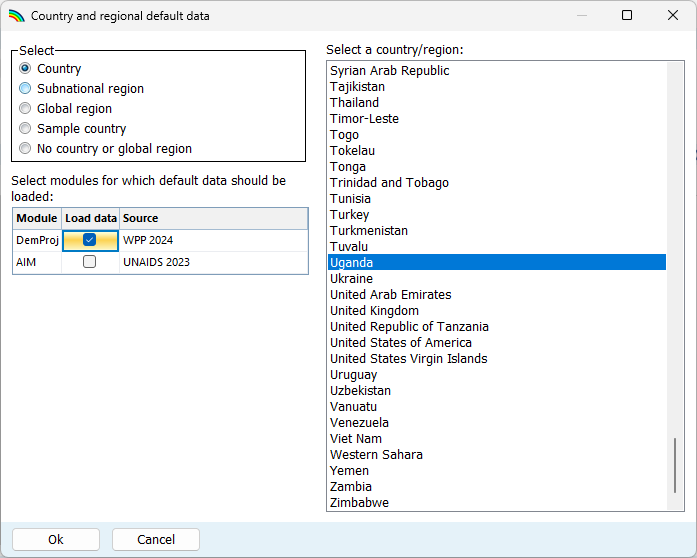 Country and regional default data
Select
Country
Subnational region
Global region
Sample country
No country or global region
Select modules for which default data should be
loaded:
Module Load data Source
DemProj WPP 2024
AIM UNAIDS 2023
Select a country/region:
Syrian Arab Republic
Tajikistan
Thailand
Timor-Leste
Togo
Tokelau
Tonga
Trinidad and Tobago
Tunisia
Turkey
Turkmenistan
Tuvalu
Uganda
Ukraine
United Arab Emirates
United Kingdom
United Republic of Tanzania
United States of America
United States Virgin Islands
Uruguay
Uzbekistan
Vanuatu
Venezuela
Viet Nam
Western Sahara
Yemen
Zambia
Zimbabwe
Ok Cancel